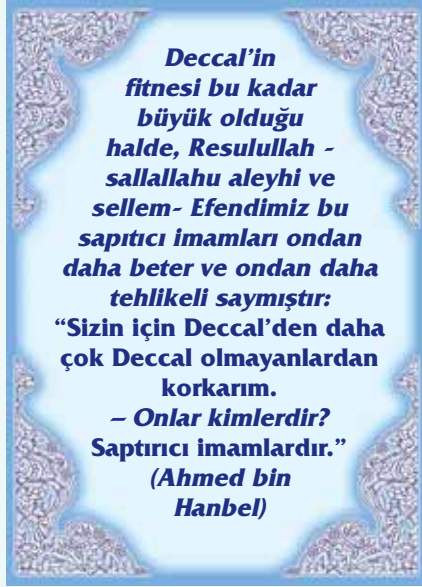 Deccal’in
fitnesi bu kadar
büyük olduğu
halde, Resulullah -
sallallahu aleyhi ve
sellem- Efendimiz bu
sapıtıcı imamları ondan
daha beter ve ondan daha
tehlikeli saymıştır:
“Sizin için Deccal’den daha
çok Deccal olmayanlardan
korkarım.
– Onlar kimlerdir?
Saptırıcı imamlardır.”
(Ahmed bin
Hanbel)